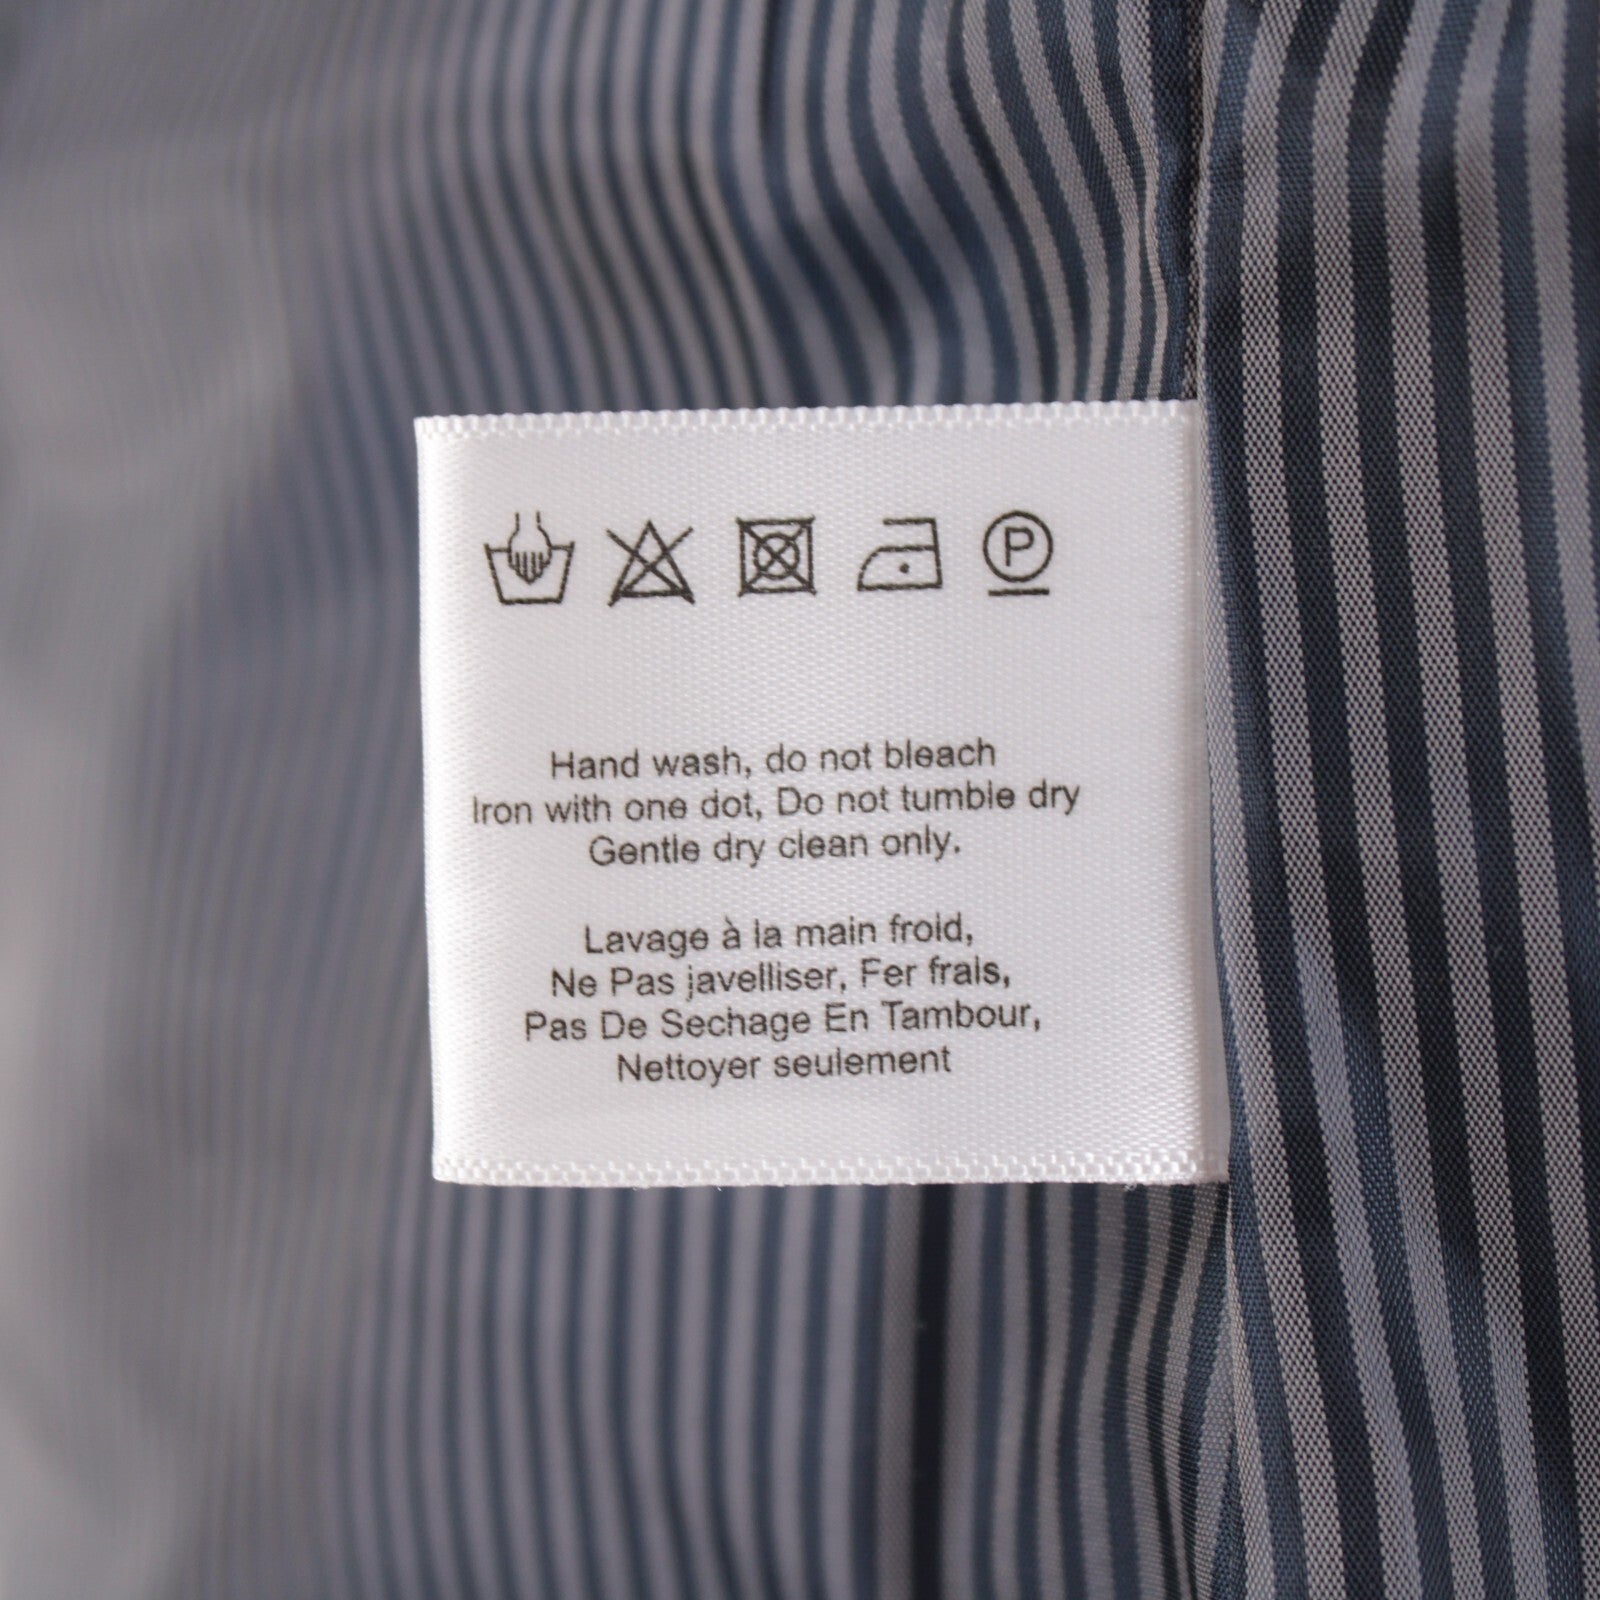 P
Hand wash, do not bleach
Iron with one dot, Do not tumble dry
Gentle dry clean only.
Lavage à la main froid,
Ne Pas javelliser, Fer frais,
Pas De Sechage En Tambour,
Nettoyer seulement